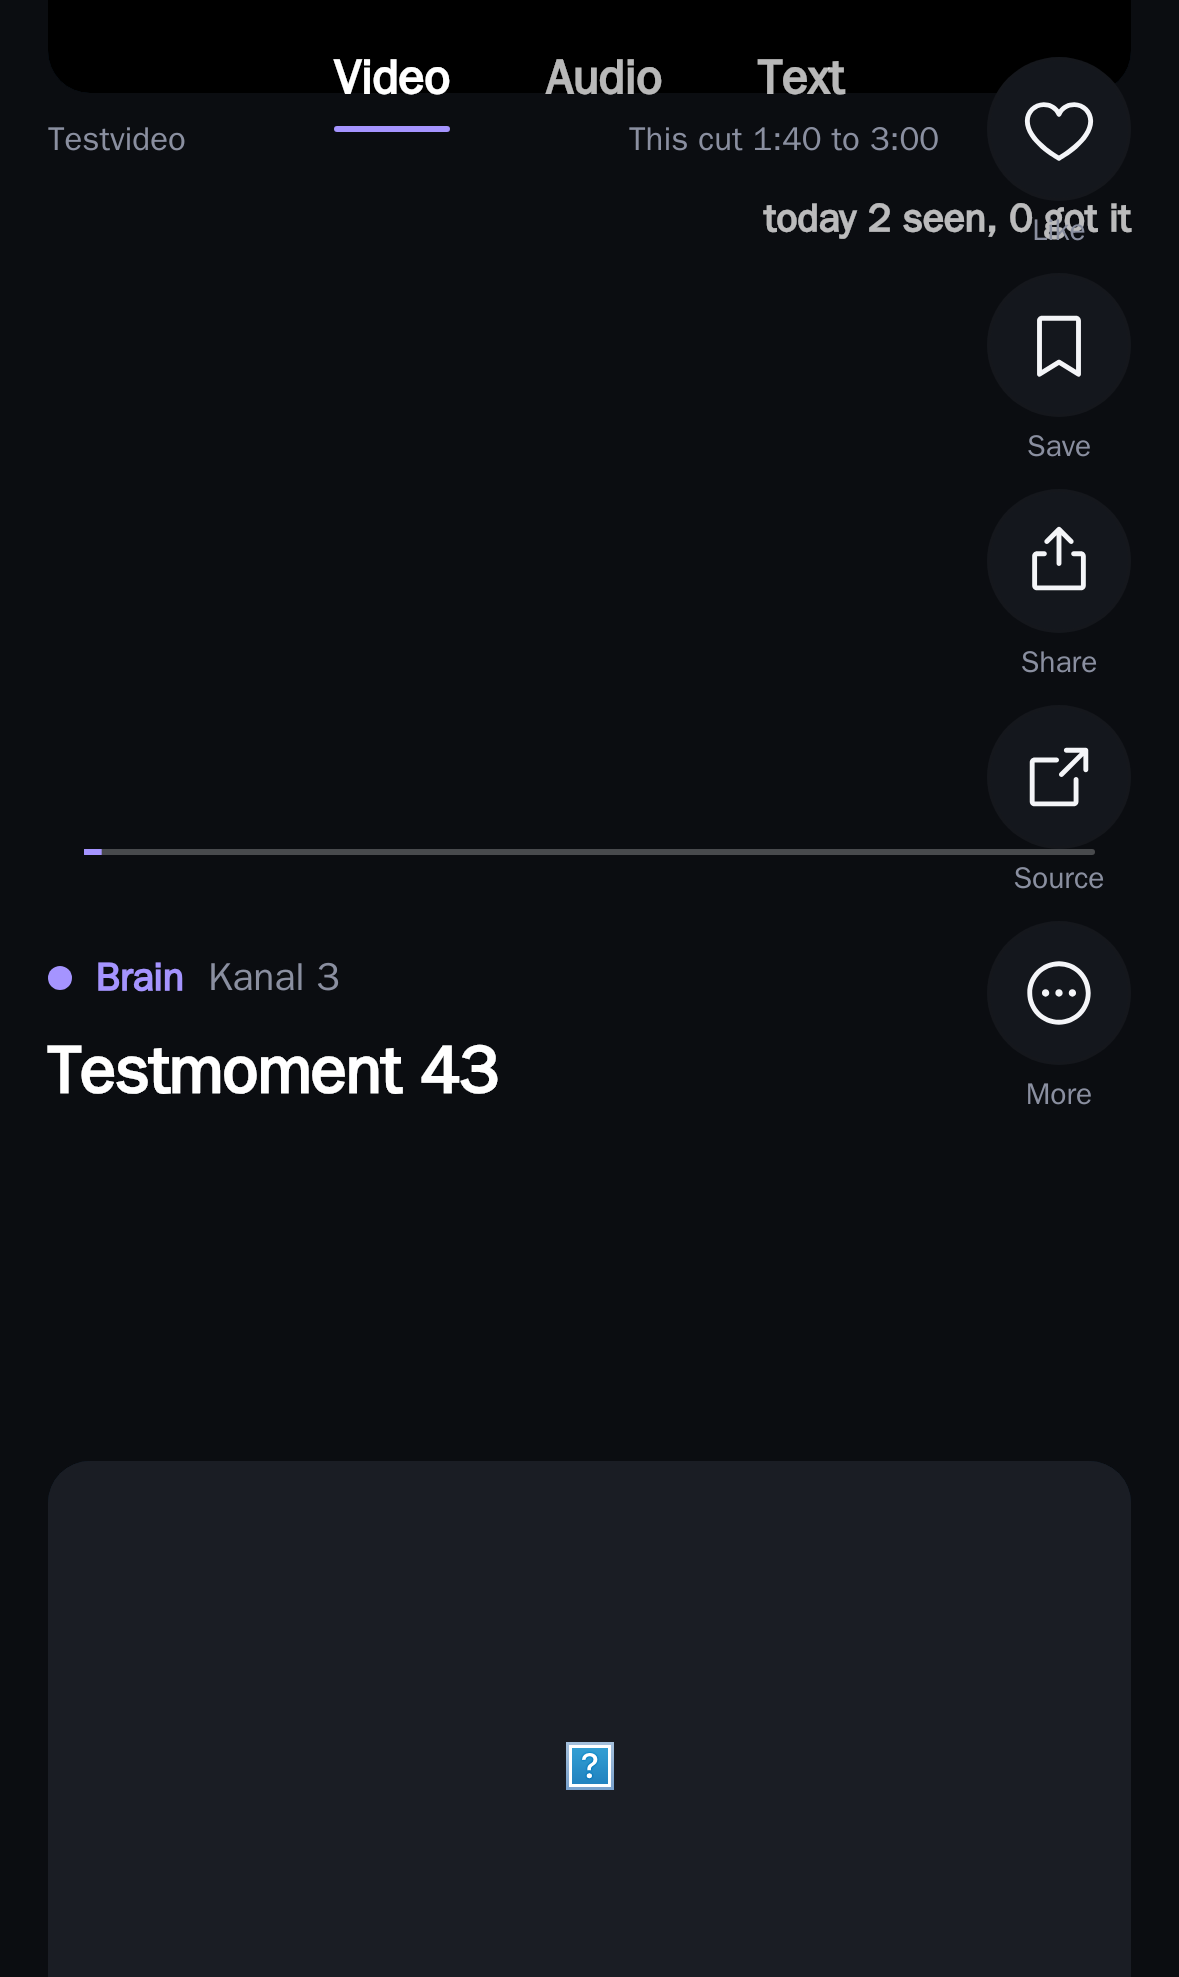 Video Audio Text
Testvideo This cut 1:40 to 3:00
today 2 seen, 0 got it
Like
Save
Share
Source
Brain Kanal 3
Testmoment 43
More
?